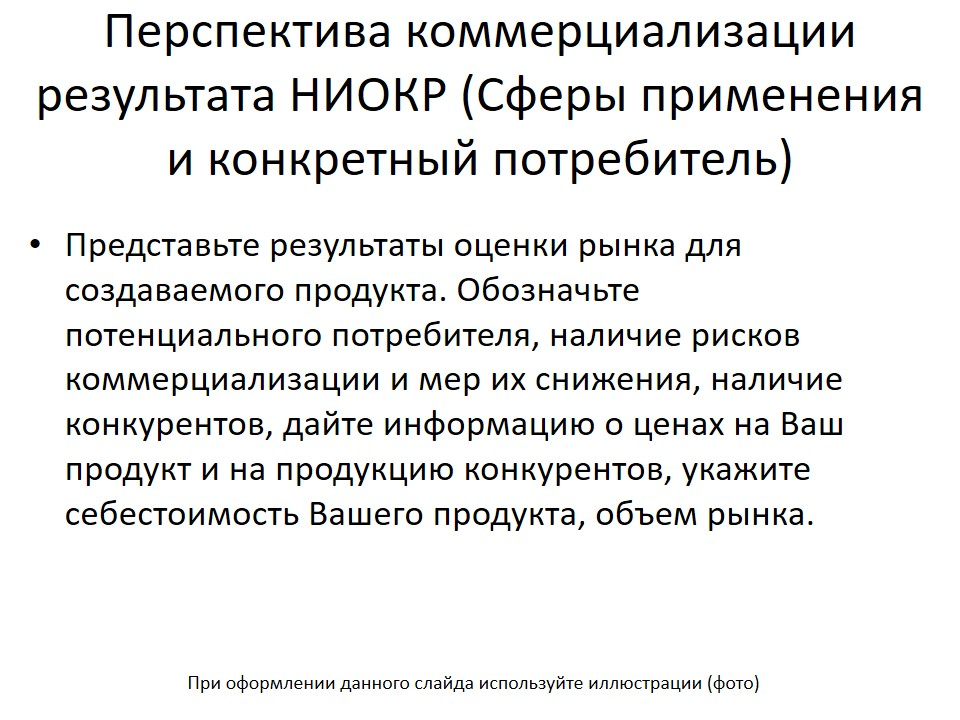 Перспектива коммерциализации
результата НИОКР (Сферы применения
и конкретный потребитель)
• Представьте результаты оценки рынка для
создаваемого продукта. Обозначьте
потенциального потребителя, наличие рисков
коммерциализации и мер их снижения, наличие
конкурентов, дайте информацию о ценах на Ваш
продукт и на продукцию конкурентов, укажите
себестоимость Вашего продукта, объем рынка.
При оформлении данного слайда используйте иллюстрации (фото)